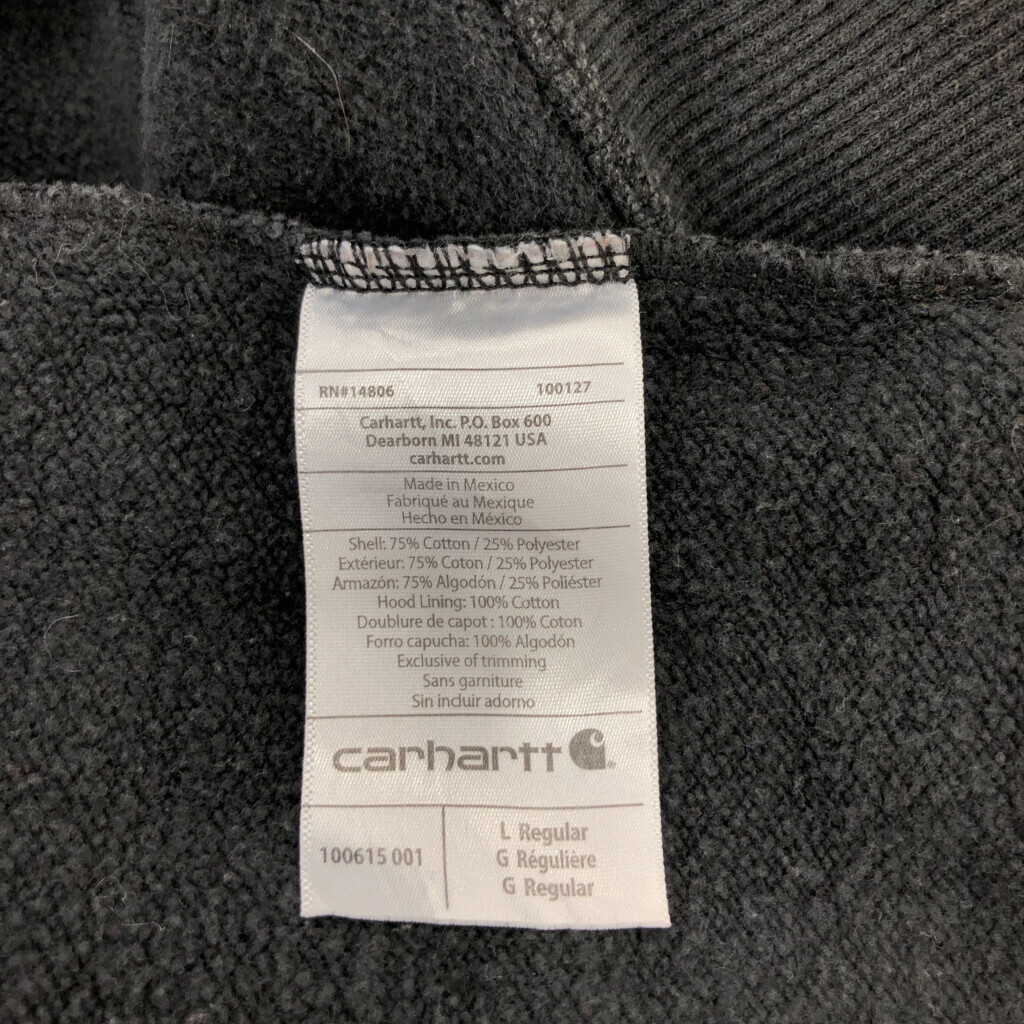 RN#14806 100127
Carhartt, Inc. P.O. Box 600
Dearborn MI 48121 USA
carhartt.com
Made in Mexico
Fabriqué au Mexique
Hecho en México
Shell: 75% Cotton / 25% Polyester
Extérieur: 75% Coton / 25% Polyester
Armazón: 75% Algodón / 25% Poliéster
Hood Lining: 100% Cotton
Doublure de capot : 100% Coton
Forro capucha: 100% Algodón
Exclusive of trimming
Sans garniture
Sin incluir adorno
carhartt
100615 001
L Regular
G Régulière
G Regular